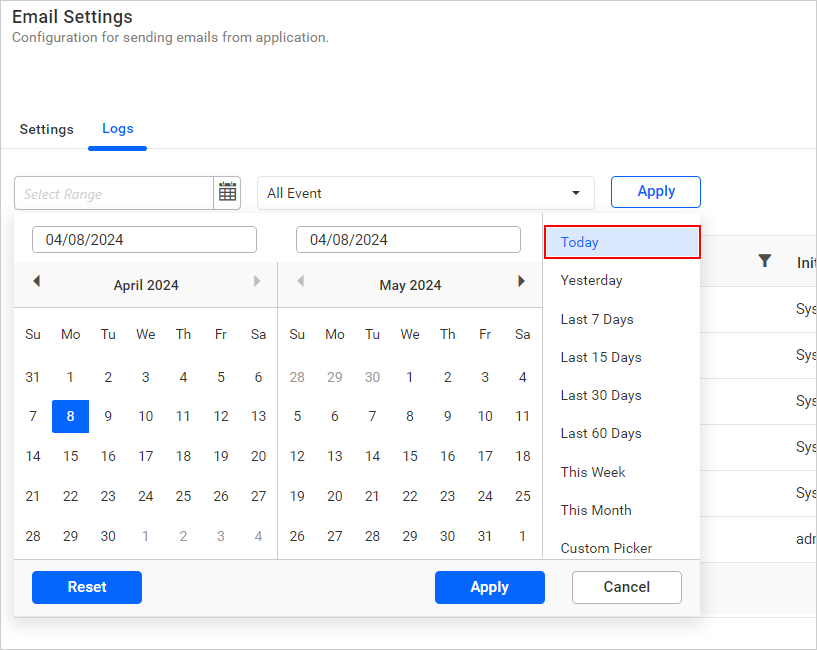 Email Settings
Configuration for sending emails from application.
Settings Logs
Select Range All Event Apply
04/08/2024 04/08/2024 Today
Yesterday
April 2024 May 2024
Last 7 Days
Su Mo Tu We Th Fr Sa Su Mo Tu We Th Fr Sa
Last 15 Days
31 1 2 3 4 5 6 28 29 30 1 2 3 4
Last 30 Days
7 8 9 10 11 12 13 5 6 7 8 9 10 11
Last 60 Days
14 15 16 17 18 19 20 12 13 14 15 16 17 18
This Week
21 22 23 24 25 26 27 19 20 21 22 23 24 25
This Month
28 29 30 1 2 3 4 26 27 28 29 30 31 1
Custom Picker
Reset Apply Cancel
Init
Sys
Sys
Sys
Sys
Sys
adr